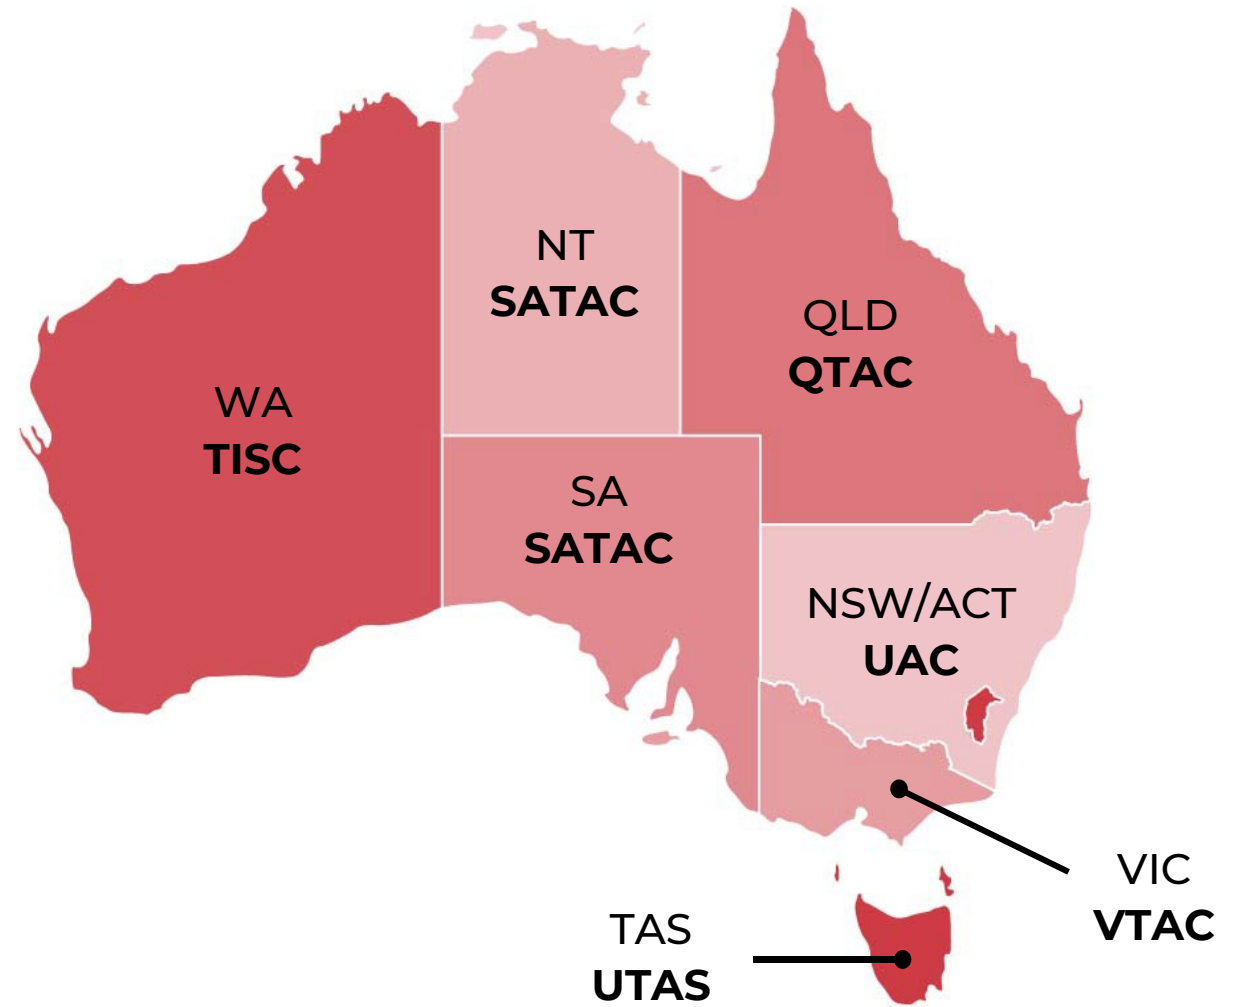 NT
SATAC
QLD
QTAC
WA
TISC
SA
SATAC
NSW/ACT
UAC
VIC
VTAC
TAS
UTAS